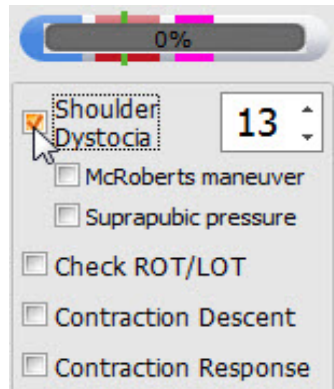 0%
Shoulder 13
Dystocia
McRoberts maneuver
Suprapubic pressure
Check ROT/LOT
Contraction Descent
Contraction Response